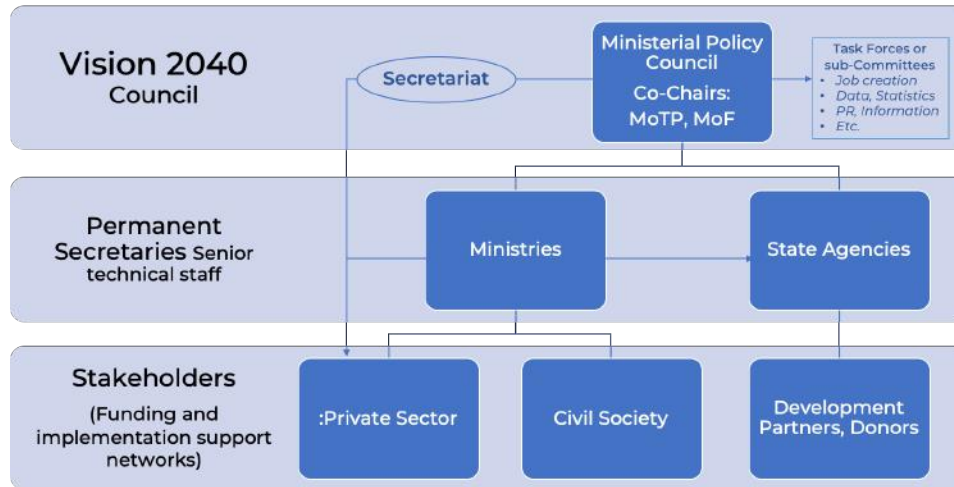 Vision 2040
Council
Secretariat
Ministerial Policy
Council
Co-Chairs:
MoTP, MoF
Task Forces or
sub-Committees
• Job creation
• Data, Statistics
• PR, Information
• Etc.
Permanent
Secretaries Senior
technical staff
Ministries
State Agencies
Stakeholders
(Funding and
implementation support
networks)
:Private Sector
Civil Society
Development
Partners, Donors